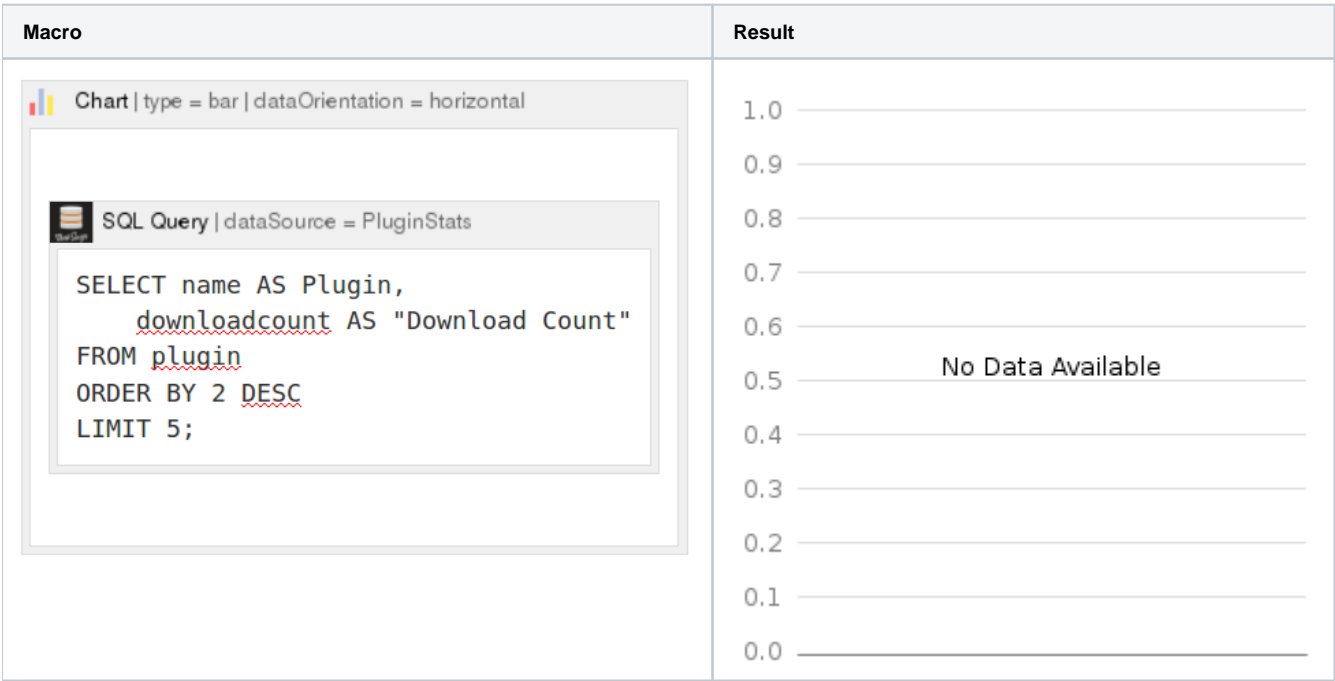 Macro
Result
Chart | type = bar | dataOrientation = horizontal
SQL Query | dataSource = PluginStats
SELECT name AS Plugin,
    downloadcount AS "Download Count"
FROM plugin
ORDER BY 2 DESC
LIMIT 5;
1.0
0.9
0.8
0.7
0.6
No Data Available
0.5
0.4
0.3
0.2
0.1
0.0